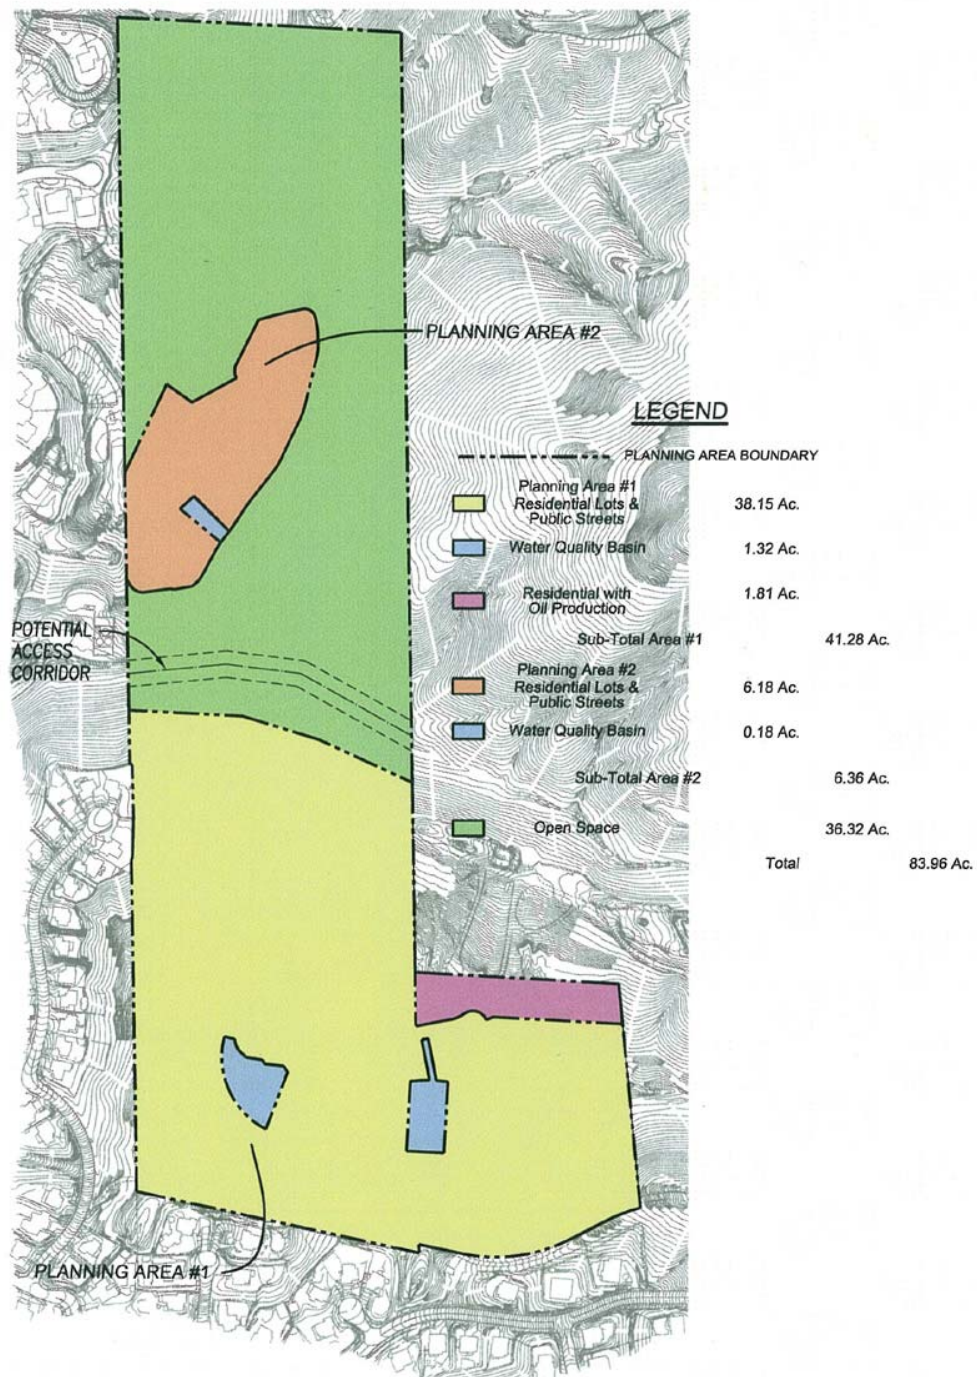 PLANNING AREA #2
LEGEND
PLANNING AREA BOUNDARY
Planning Area #1
Residential Lots &
Public Streets 38.15 Ac.
Water Quality Basin 1.32 Ac.
Residential with
Oil Production 1.81 Ac.
Sub-Total Area #1 41.28 Ac.
Planning Area #2
Residential Lots &
Public Streets 6.18 Ac.
Water Quality Basin 0.18 Ac.
Sub-Total Area #2 6.36 Ac.
Open Space 36.32 Ac.
Total 83.96 Ac.
POTENTIAL
ACCESS
CORRIDOR
PLANNING AREA #1